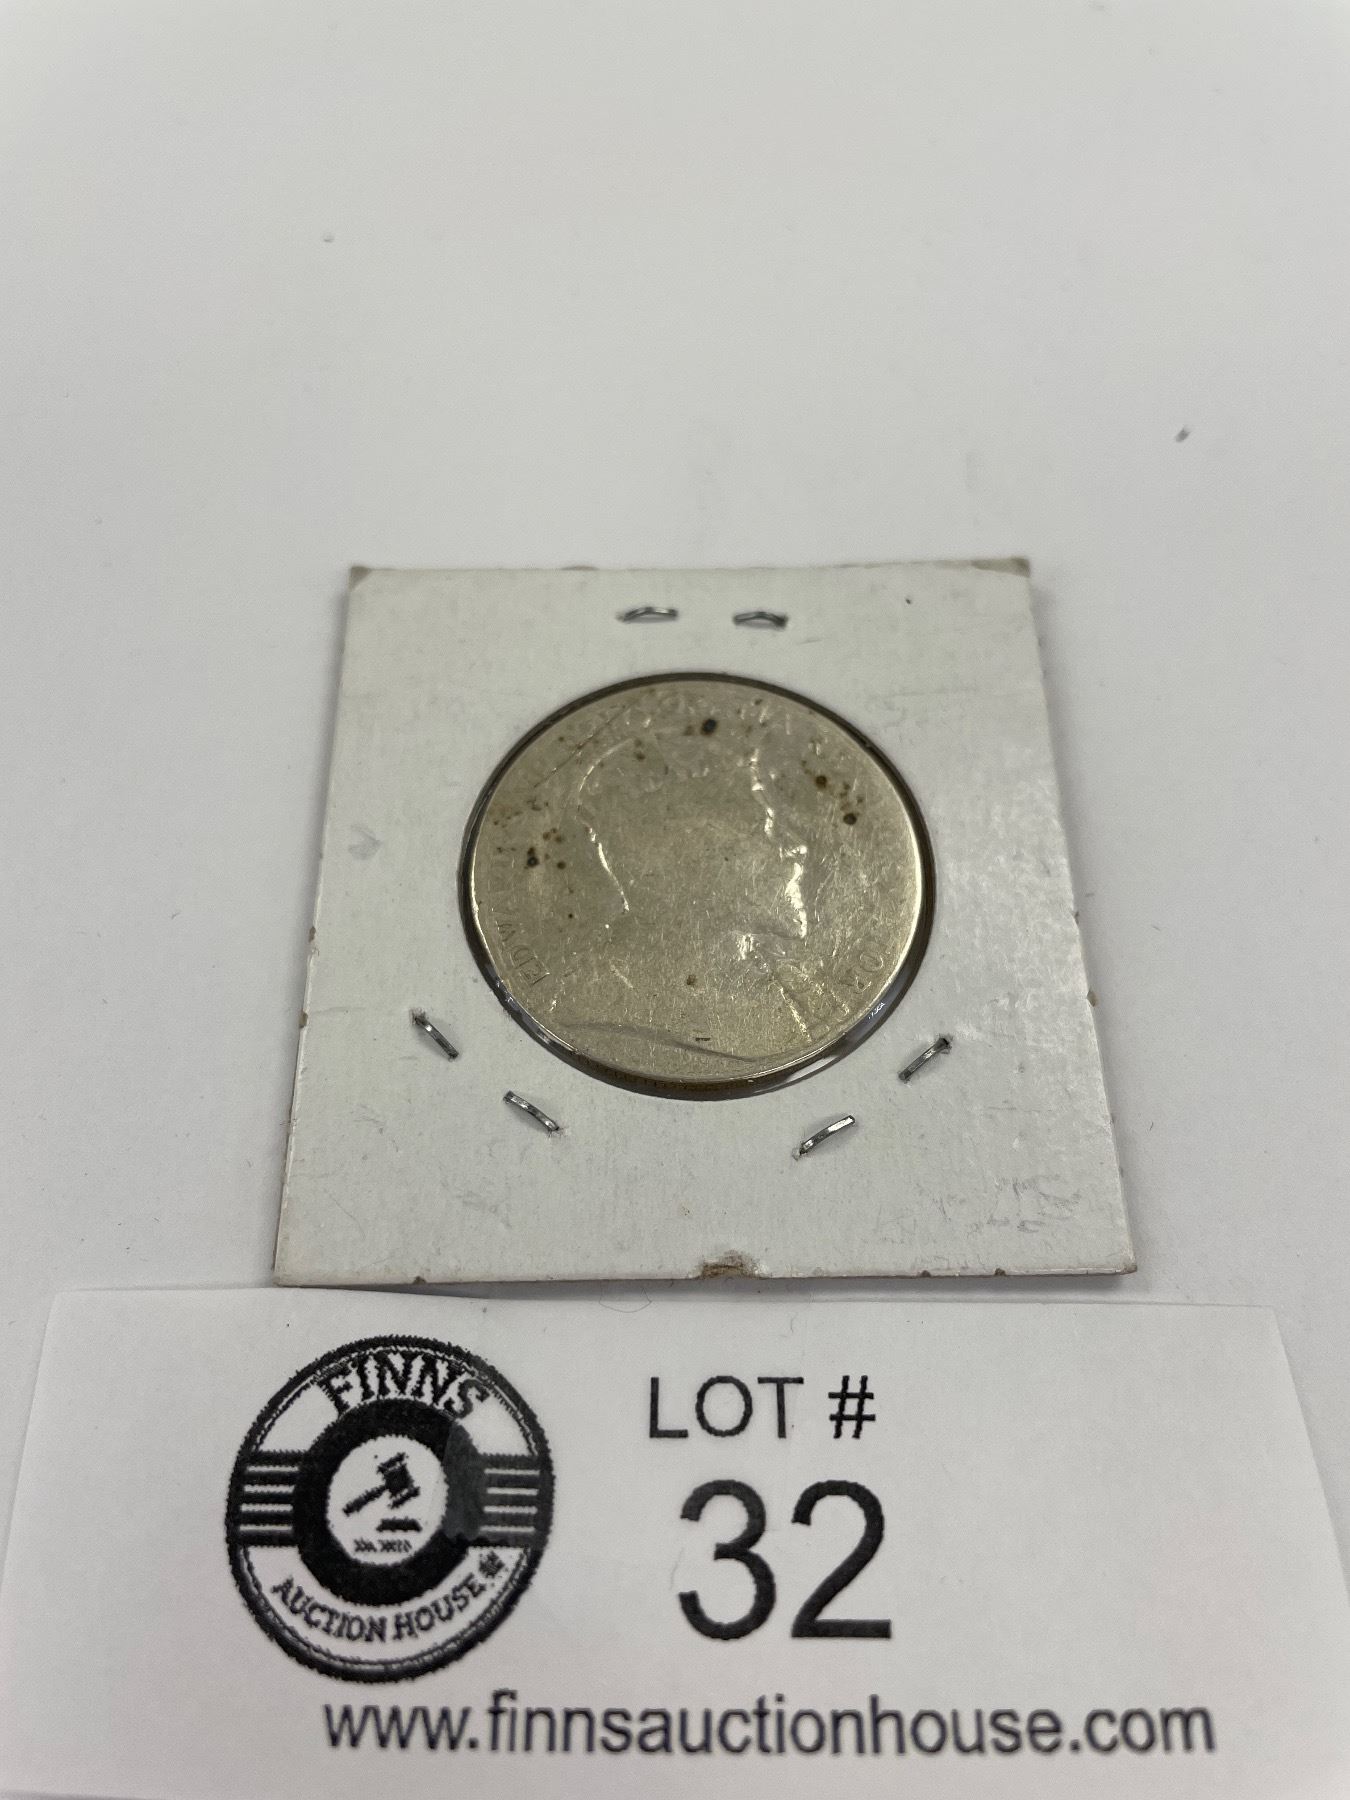 EDWARD
FINNS
AUCTION HOUSE
LOT #
32
www.finnsauctionhouse.com